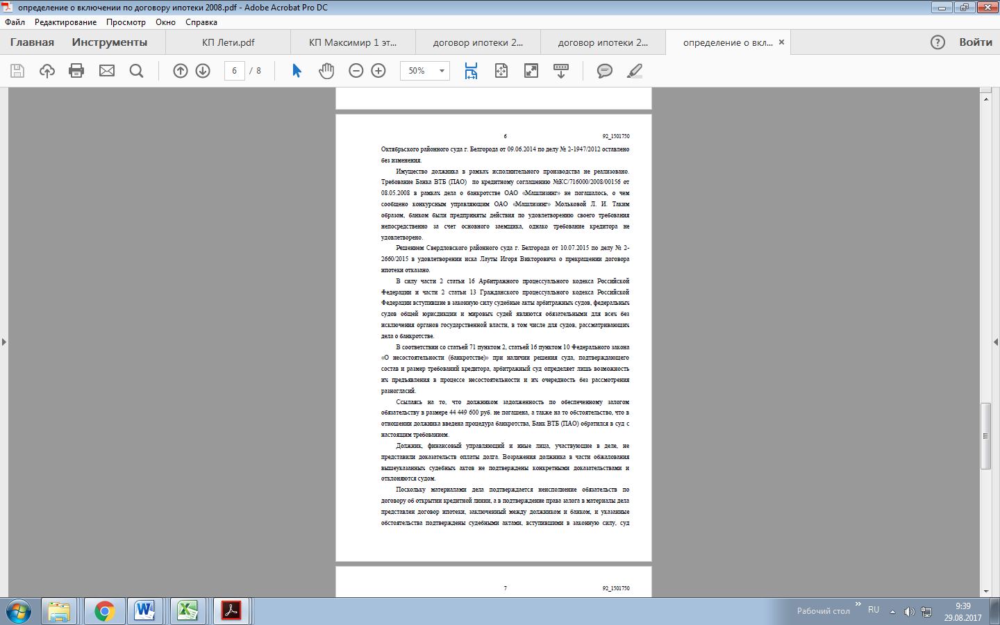 определение о включении по договору ипотеки 2008.pdf - Adobe Acrobat Pro DC
Файл Редактирование Просмотр Окно Справка
Главная Инструменты КП Лети.pdf КП Максимир 1 эт... договор ипотеки 2... договор ипотеки 2... определение о вкл... × ? Войти
6 / 8 50%
6 92_1501750
Октябрьского районного суда г. Белгорода от 09.06.2014 по делу № 2-1947/2012 оставлено
без изменения.
Имущество должника в рамках исполнительного производства не реализовано.
Требование Банка ВТБ (ПАО) по кредитному соглашению №КС/716000/2008/00156 от
08.05.2008 в рамках дела о банкротстве ОАО «Машлизинг» не погашалось, о чем
сообщено конкурсным управляющим ОАО «Машлизинг» Мольковой Л. И. Таким
образом, банком были предприняты действия по удовлетворению своего требования
непосредственно за счет основного заемщика, однако требование кредитора не
удовлетворено.
Решением Свердловского районного суда г. Белгорода от 10.07.2015 по делу № 2-
2660/2015 в удовлетворении иска Лауты Игоря Викторовича о прекращении договора
ипотеки отказано.
В силу части 2 статьи 16 Арбитражного процессуального кодекса Российской
Федерации и части 2 статьи 13 Гражданского процессуального кодекса Российской
Федерации вступившие в законную силу судебные акты арбитражных судов, федеральных
судов общей юрисдикции и мировых судей являются обязательными для всех без
исключения органов государственной власти, в том числе для судов, рассматривающих
дела о банкротстве.
В соответствии со статьей 71 пунктом 2, статьей 16 пунктом 10 Федерального закона
«О несостоятельности (банкротстве)» при наличии решения суда, подтверждающего
состав и размер требований кредитора, арбитражный суд определяет лишь возможность
их предъявления в процессе несостоятельности и их очередность без рассмотрения
разногласий.
Ссылаясь на то, что должником задолженность по обеспеченному залогом
обязательству в размере 44 449 600 руб. не погашена, а также на то обстоятельство, что в
отношении должника введена процедура банкротства, Банк ВТБ (ПАО) обратился в суд с
настоящим требованием.
Должник, финансовый управляющий и иные лица, участвующие в деле, не
представили доказательств оплаты долга. Возражения должника в части обжалования
вышеуказанных судебных актов не подтверждены конкретными доказательствами и
отклоняются судом.
Поскольку материалами дела подтверждается неисполнение обязательств по
договору об открытии кредитной линии, а в подтверждение права залога в материалы дела
представлен договор ипотеки, заключенный между должником и банком, и указанные
обстоятельства подтверждены судебными актами, вступившими в законную силу, суд
7 92_1501750
Рабочий стол » RU 9:39
29.08.2017